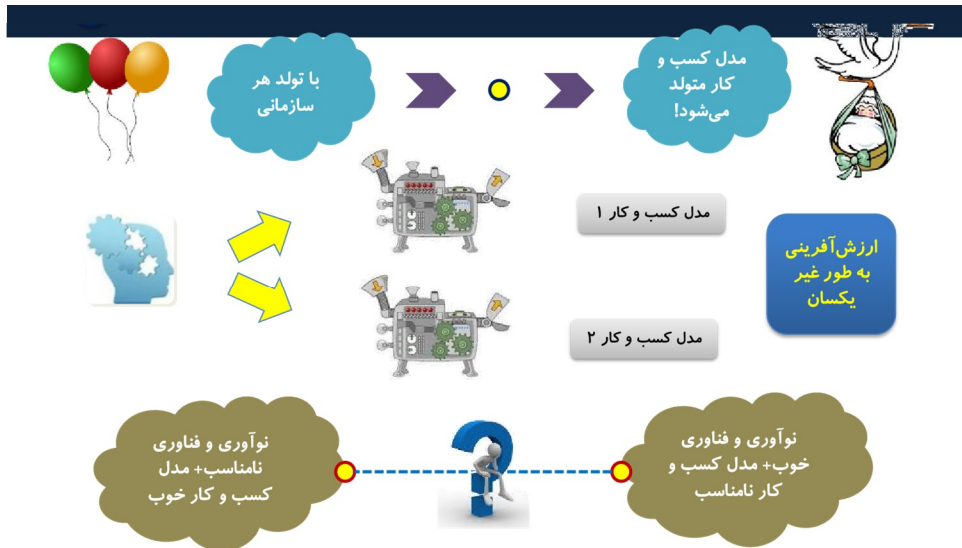 با تولد هر
سازمانی
مدل کسب و
کار متولد
می‌شود!
مدل کسب و کار ۱
ارزش‌آفرینی
به طور غیر
یکسان
مدل کسب و کار ۲
نوآوری و فناوری
خوب+ مدل کسب و
کار نامناسب
نوآوری و فناوری
نامناسب+ مدل
کسب و کار خوب